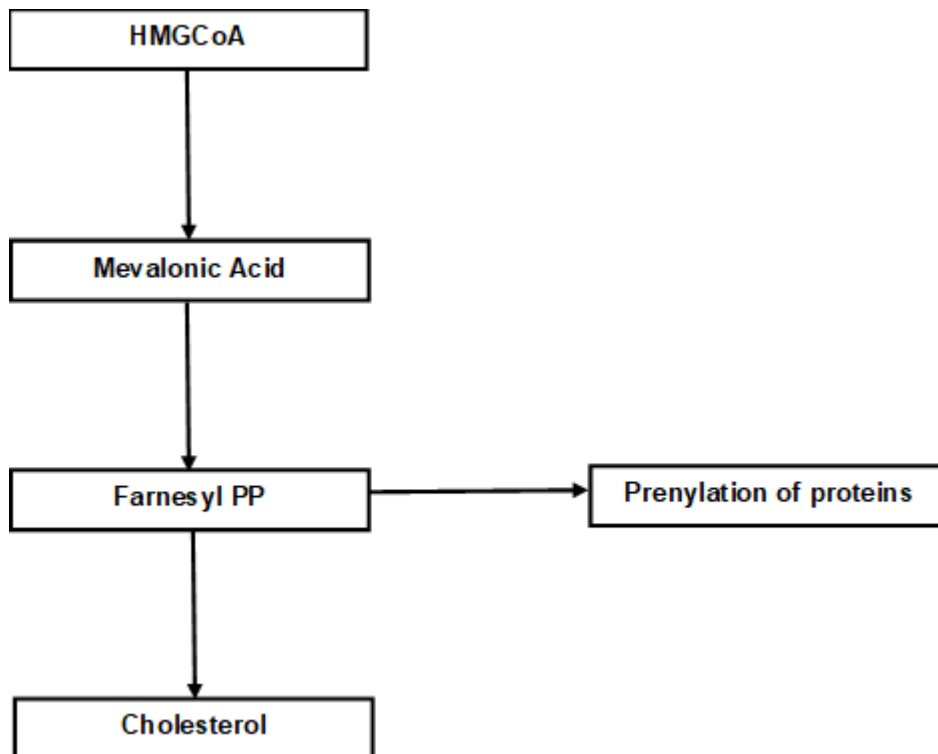 HMGCoA
Mevalonic Acid
Farnesyl PP
Prenylation of proteins
Cholesterol